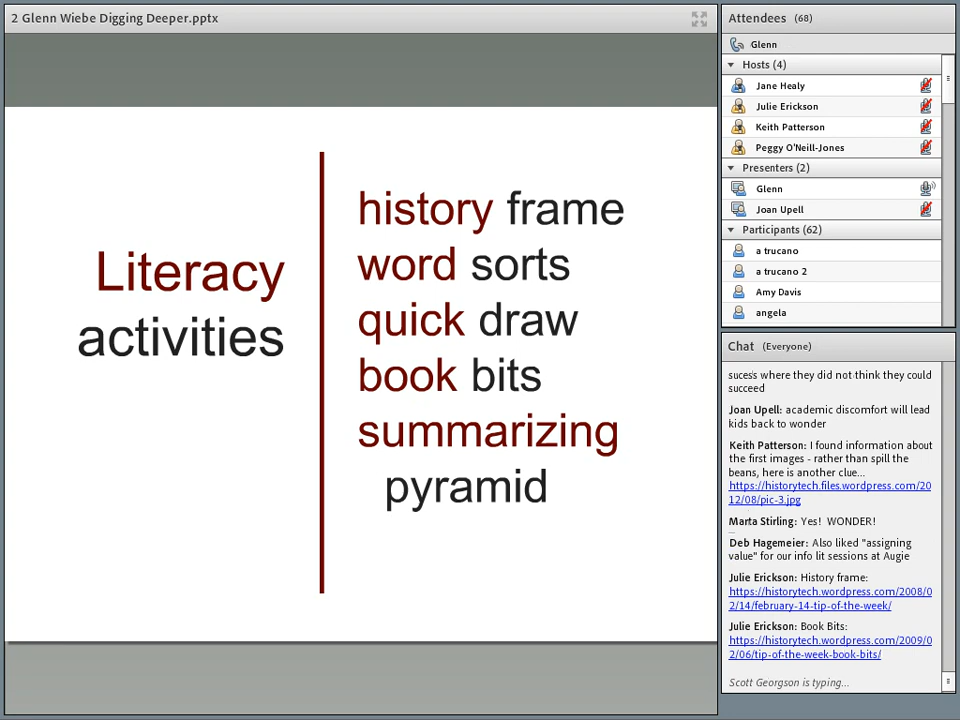 2 Glenn Wiebe Digging Deeper.pptx
Literacy
activities
history frame
word sorts
quick draw
book bits
summarizing
pyramid
Attendees (68)
Glenn
Hosts (4)
Jane Healy
Julie Erickson
Keith Patterson
Peggy O'Neill-Jones
Presenters (2)
Glenn
Joan Upell
Participants (62)
a trucano
a trucano 2
Amy Davis
angela
Chat (Everyone)
sucess where they did not think they could
succeed
Joan Upell: academic discomfort will lead
kids back to wonder
Keith Patterson: I found information about
the first images - rather than spill the
beans, here is another clue...
https://historytech.files.wordpress.com/20
12/08/pic-3.jpg
Marta Stirling: Yes! WONDER!
Deb Hagemeier: Also liked "assigning
value" for our info lit sessions at Augie
Julie Erickson: History frame:
https://historytech.wordpress.com/2008/0
2/14/february-14-tip-of-the-week/
Julie Erickson: Book Bits:
https://historytech.wordpress.com/2009/0
2/06/tip-of-the-week-book-bits/
Scott Georgson is typing...